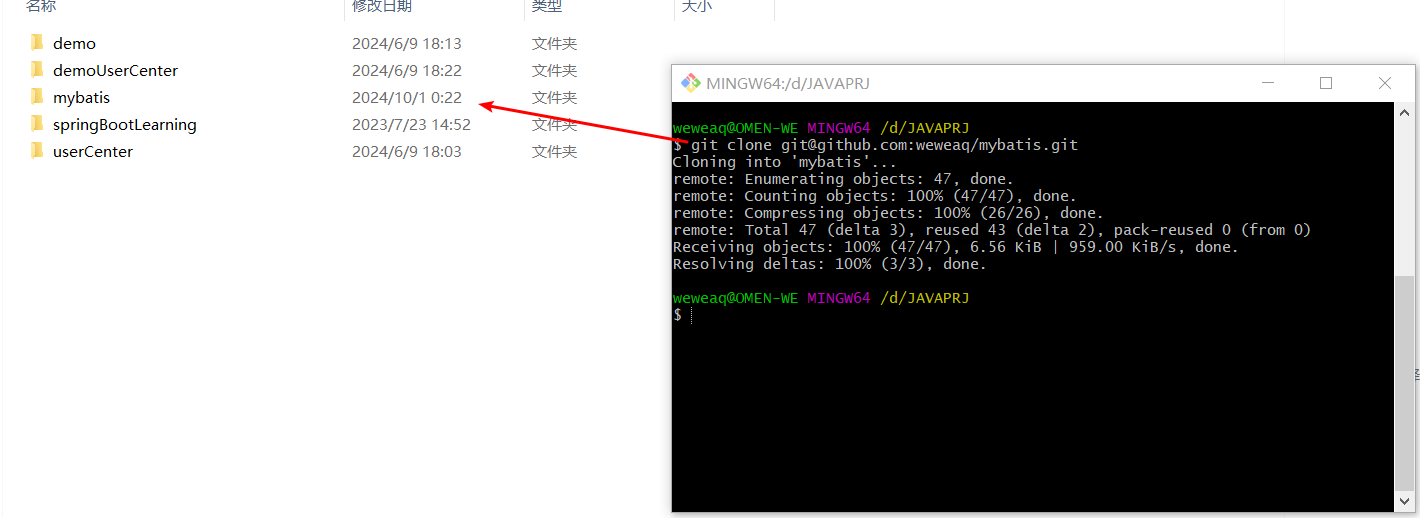 名称 修改日期 类型 大小
demo 2024/6/9 18:13 文件夹
demoUserCenter 2024/6/9 18:22 文件夹
mybatis 2024/10/1 0:22 文件夹
springBootLearning 2023/7/23 14:52 文件夹
userCenter 2024/6/9 18:03 文件夹
MINGW64:/d/JAVAPRJ
weweaq@OMEN-WE MINGW64 /d/JAVAPRJ
$ git clone git@github.com:weweaq/mybatis.git
Cloning into 'mybatis'...
remote: Enumerating objects: 47, done.
remote: Counting objects: 100% (47/47), done.
remote: Compressing objects: 100% (26/26), done.
remote: Total 47 (delta 3), reused 43 (delta 2), pack-reused 0 (from 0)
Receiving objects: 100% (47/47), 6.56 KiB | 959.00 KiB/s, done.
Resolving deltas: 100% (3/3), done.
weweaq@OMEN-WE MINGW64 /d/JAVAPRJ
$